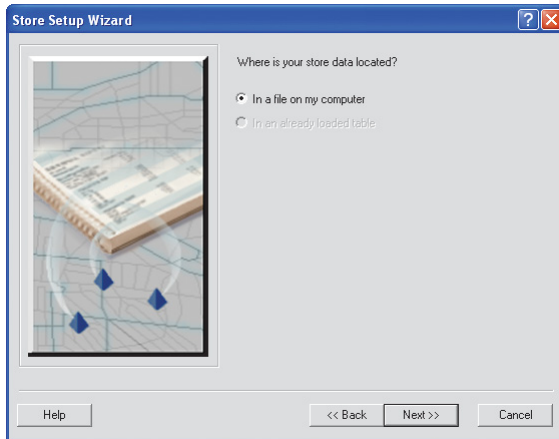 Store Setup Wizard
Where is your store data located?
In a file on my computer
In an already loaded table
Help
<< Back
Next >>
Cancel